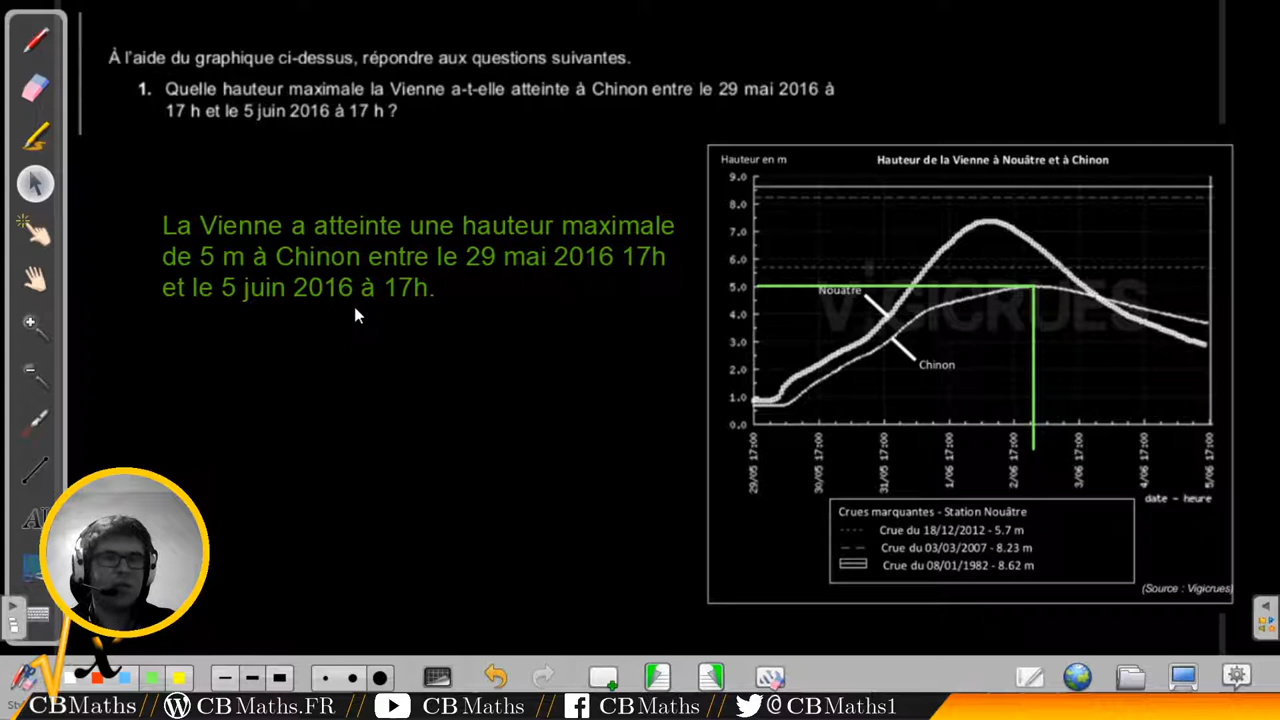 À l'aide du graphique ci-dessus, répondre aux questions suivantes.
1. Quelle hauteur maximale la Vienne a-t-elle atteinte à Chinon entre le 29 mai 2016 à
17 h et le 5 juin 2016 à 17 h ?
La Vienne a atteinte une hauteur maximale
de 5 m à Chinon entre le 29 mai 2016 17h
et le 5 juin 2016 à 17h.
Hauteur en m
Hauteur de la Vienne à Nouâtre et à Chinon
9.0
8.0
7.0
6.0
5.0
4.0
3.0
2.0
1.0
0.0
Nouâtre
Chinon
VIGICRUES
29/05 17:00
30/05 17:00
31/05 17:00
1/06 17:00
2/06 17:00
3/06 17:00
4/06 17:00
5/06 17:00
date - heure
Crues marquantes - Station Nouâtre
Crue du 18/12/2012 - 5.7 m
Crue du 03/03/2007 - 8.23 m
Crue du 08/01/1982 - 8.62 m
(Source : Vigicrues)
CBMaths // CBMaths.FR // CBMaths // CBMaths // @CBMaths1